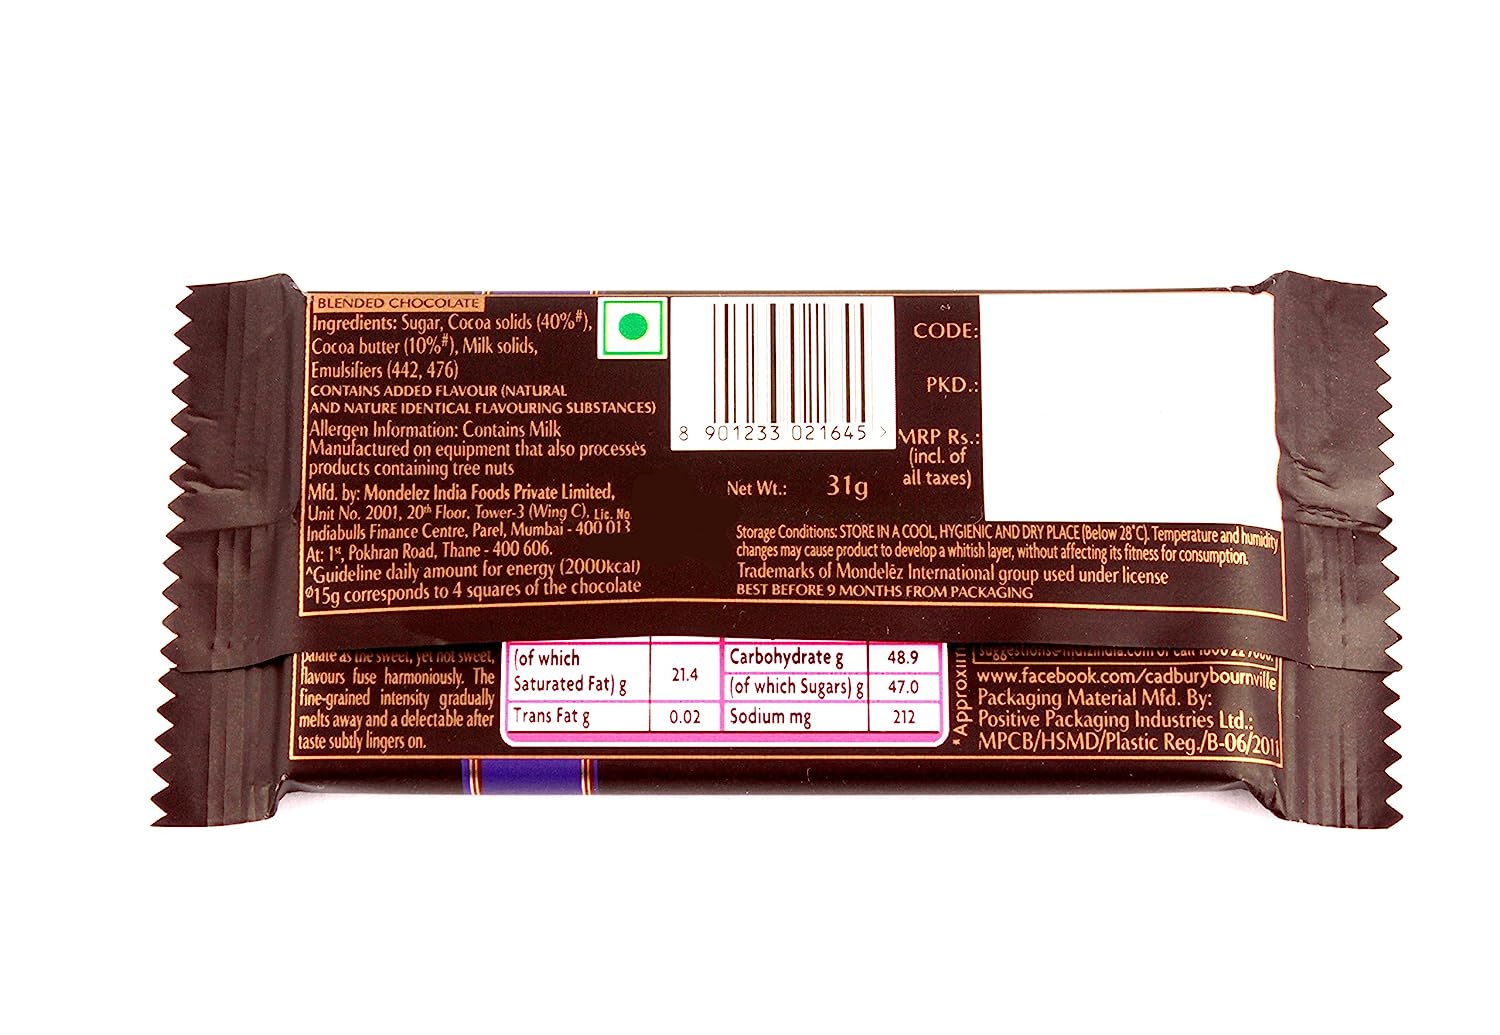 BLENDED CHOCOLATE
Ingredients: Sugar, Cocoa solids (40%#),
Cocoa butter (10%#), Milk solids,
Emulsifiers (442, 476)
CONTAINS ADDED FLAVOUR (NATURAL
AND NATURE IDENTICAL FLAVOURING SUBSTANCES)
Allergen Information: Contains Milk
Manufactured on equipment that also processes
products containing tree nuts
Mfd. by: Mondelez India Foods Private Limited,
Unit No. 2001, 20th Floor, Tower-3 (Wing C), Lic. No.
Indiabulls Finance Centre, Parel, Mumbai - 400 013
At: 1st, Pokhran Road, Thane - 400 606.
^Guideline daily amount for energy (2000kcal)
ø15g corresponds to 4 squares of the chocolate
8 901233 021645 >
Net Wt.: 31g
CODE:
PKD.:
MRP Rs.:
(incl. of
all taxes)
Storage Conditions: STORE IN A COOL, HYGIENIC AND DRY PLACE (Below 28°C). Temperature and humidity
changes may cause product to develop a whitish layer, without affecting its fitness for consumption.
Trademarks of Mondelēz International group used under license
BEST BEFORE 9 MONTHS FROM PACKAGING
palate as the sweet, yet not sweet,
flavours fuse harmoniously. The
fine-grained intensity gradually
melts away and a delectable after
taste subtly lingers on.
(of which
Saturated Fat) g 21.4
Trans Fat g 0.02
Carbohydrate g 48.9
(of which Sugars) g 47.0
Sodium mg 212
www.facebook.com/cadburybournville
Packaging Material Mfd. By:
Positive Packaging Industries Ltd.:
MPCB/HSMD/Plastic Reg./B-06/2011